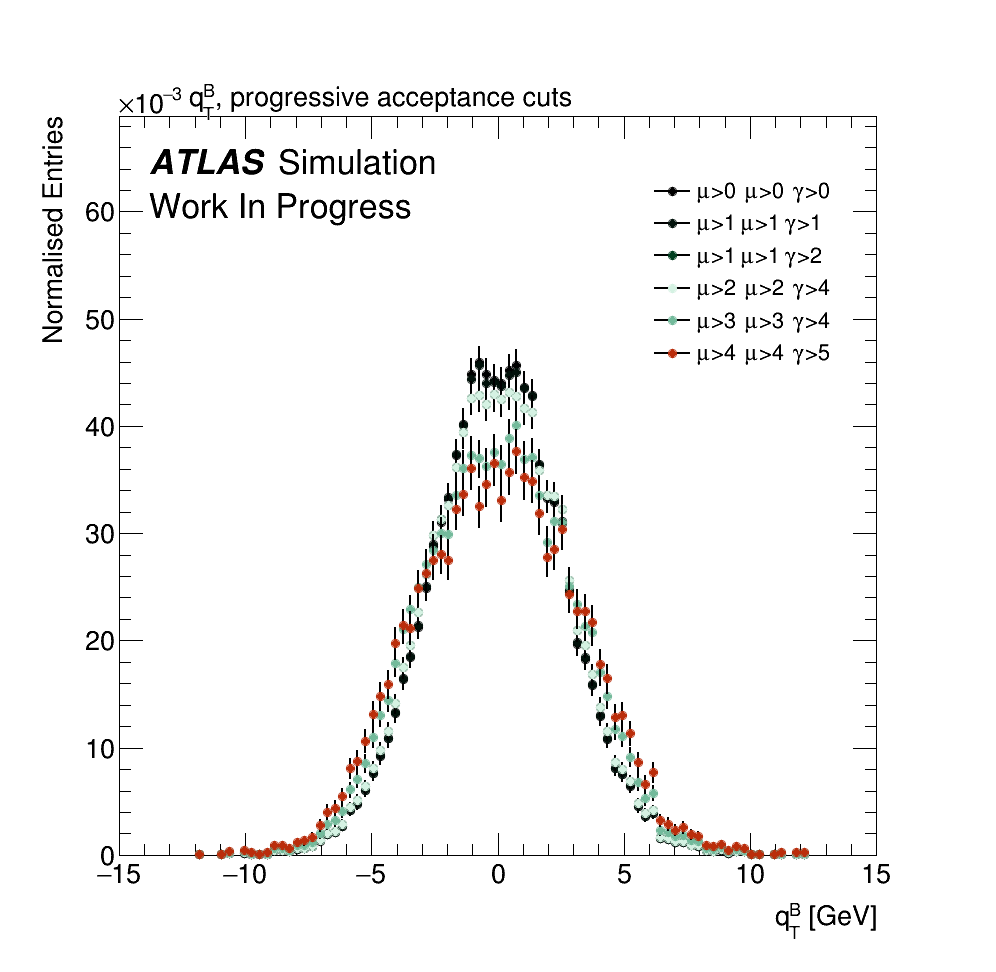 ×10⁻³ qᴮ_T, progressive acceptance cuts
Normalised Entries
ATLAS Simulation
Work In Progress
μ>0 μ>0 γ>0
μ>1 μ>1 γ>1
μ>1 μ>1 γ>2
μ>2 μ>2 γ>4
μ>3 μ>3 γ>4
μ>4 μ>4 γ>5
60
50
40
30
20
10
0
−15 −10 −5 0 5 10 15
qᴮ_T [GeV]